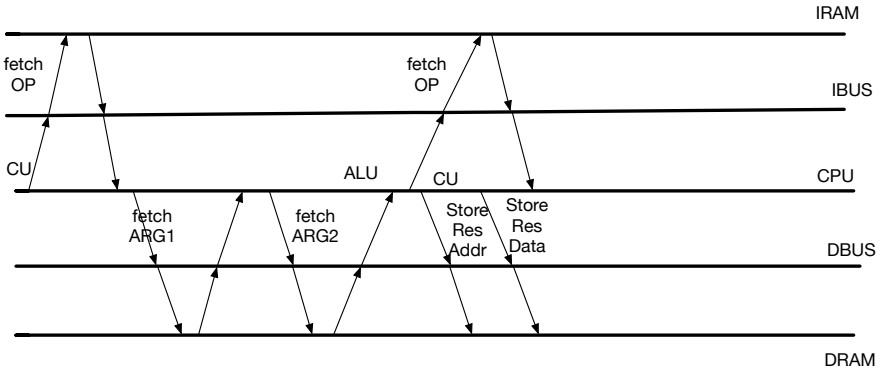 IRAM
fetch
OP
fetch
OP
IBUS
CU
ALU
CU
CPU
fetch
ARG1
fetch
ARG2
Store
Res
Addr
Store
Res
Data
DBUS
DRAM